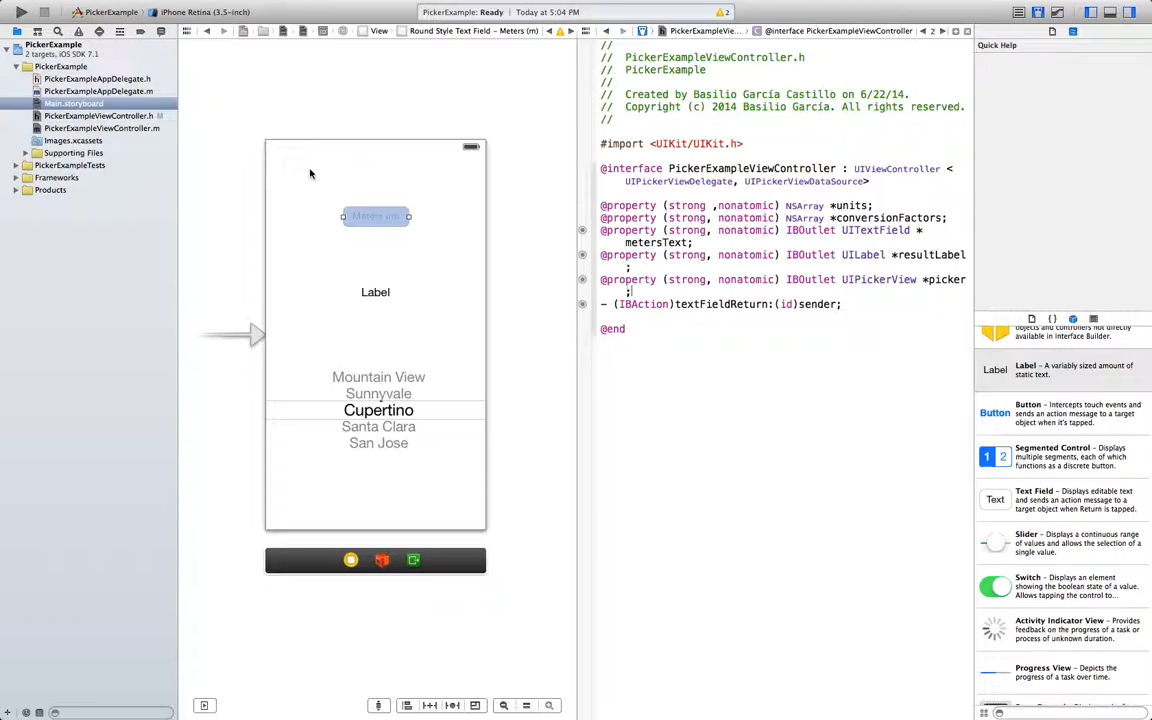 PickerExample
iPhone Retina (3.5-inch)
PickerExample: Ready
Today at 5:04 PM
2
View
Round Style Text Field - Meters (m)
PickerExampleVie...
@interface PickerExampleViewController
2
Quick Help
PickerExample
2 targets, iOS SDK 7.1
PickerExample
PickerExampleAppDelegate.h
PickerExampleAppDelegate.m
Main.storyboard
PickerExampleViewController.h M
PickerExampleViewController.m
Images.xcassets
Supporting Files
PickerExampleTests
Frameworks
Products
Meters (m)
Label
Mountain View
Sunnyvale
Cupertino
Santa Clara
San Jose
//
// PickerExampleViewController.h
// PickerExample
//
// Created by Basilio García Castillo on 6/22/14.
// Copyright (c) 2014 Basilio García. All rights reserved.
//
#import <UIKit/UIKit.h>
@interface PickerExampleViewController : UIViewController <
UIPickerViewDelegate, UIPickerViewDataSource>
@property (strong ,nonatomic) NSArray *units;
@property (strong, nonatomic) NSArray *conversionFactors;
@property (strong, nonatomic) IBOutlet UITextField *
metersText;
@property (strong, nonatomic) IBOutlet UILabel *resultLabel
;
@property (strong, nonatomic) IBOutlet UIPickerView *picker
;
- (IBAction)textFieldReturn:(id)sender;
@end
objects and controllers not directly
available in Interface Builder.
Label
Label – A variably sized amount of
static text.
Button
Button – Intercepts touch events and
sends an action message to a target
object when it's tapped.
1 2
Segmented Control – Displays
multiple segments, each of which
functions as a discrete button.
Text
Text Field – Displays editable text
and sends an action message to a
target object when Return is tapped.
Slider – Displays a continuous range
of values and allows the selection of a
single value.
Switch – Displays an element
showing the boolean state of a value.
Allows tapping the control to...
Activity Indicator View – Provides
feedback on the progress of a task or
process of unknown duration.
Progress View – Depicts the
progress of a task over time.